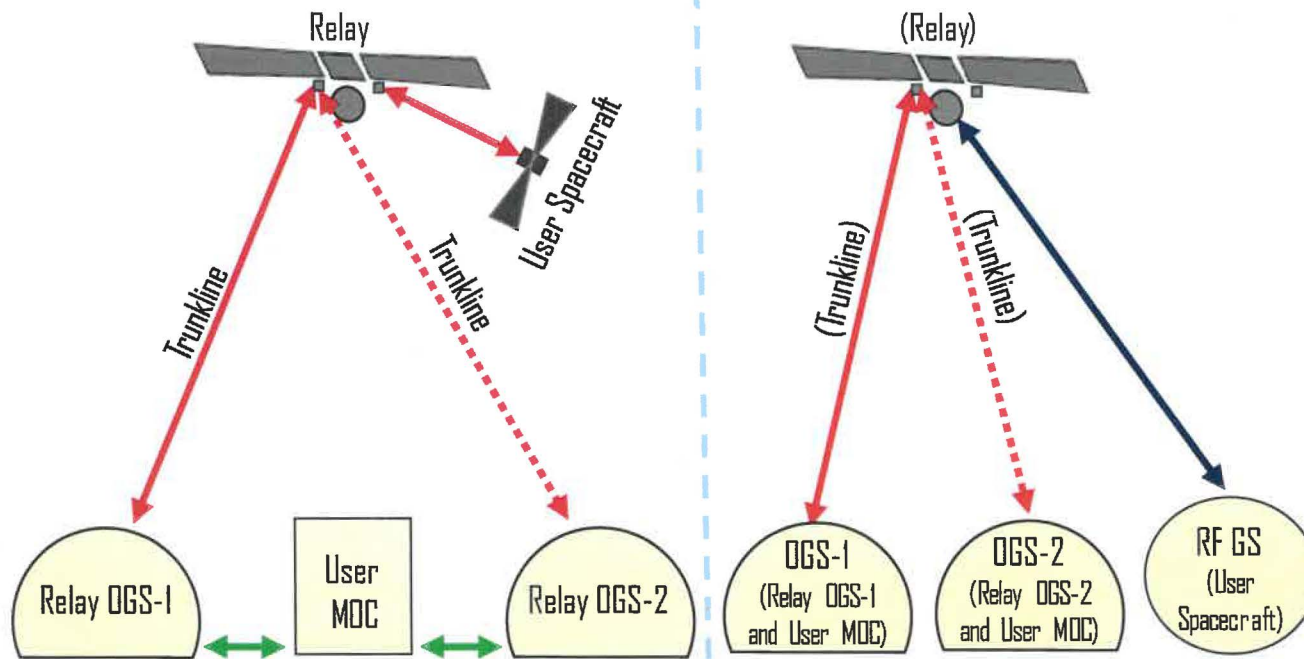 Relay
User Spacecraft
Trunkline
Trunkline
Relay OGS-1
User
MOC
Relay OGS-2
(Relay)
(Trunkline)
(Trunkline)
OGS-1
(Relay OGS-1
and User MOC)
OGS-2
(Relay OGS-2
and User MOC)
RF GS
(User
Spacecraft)